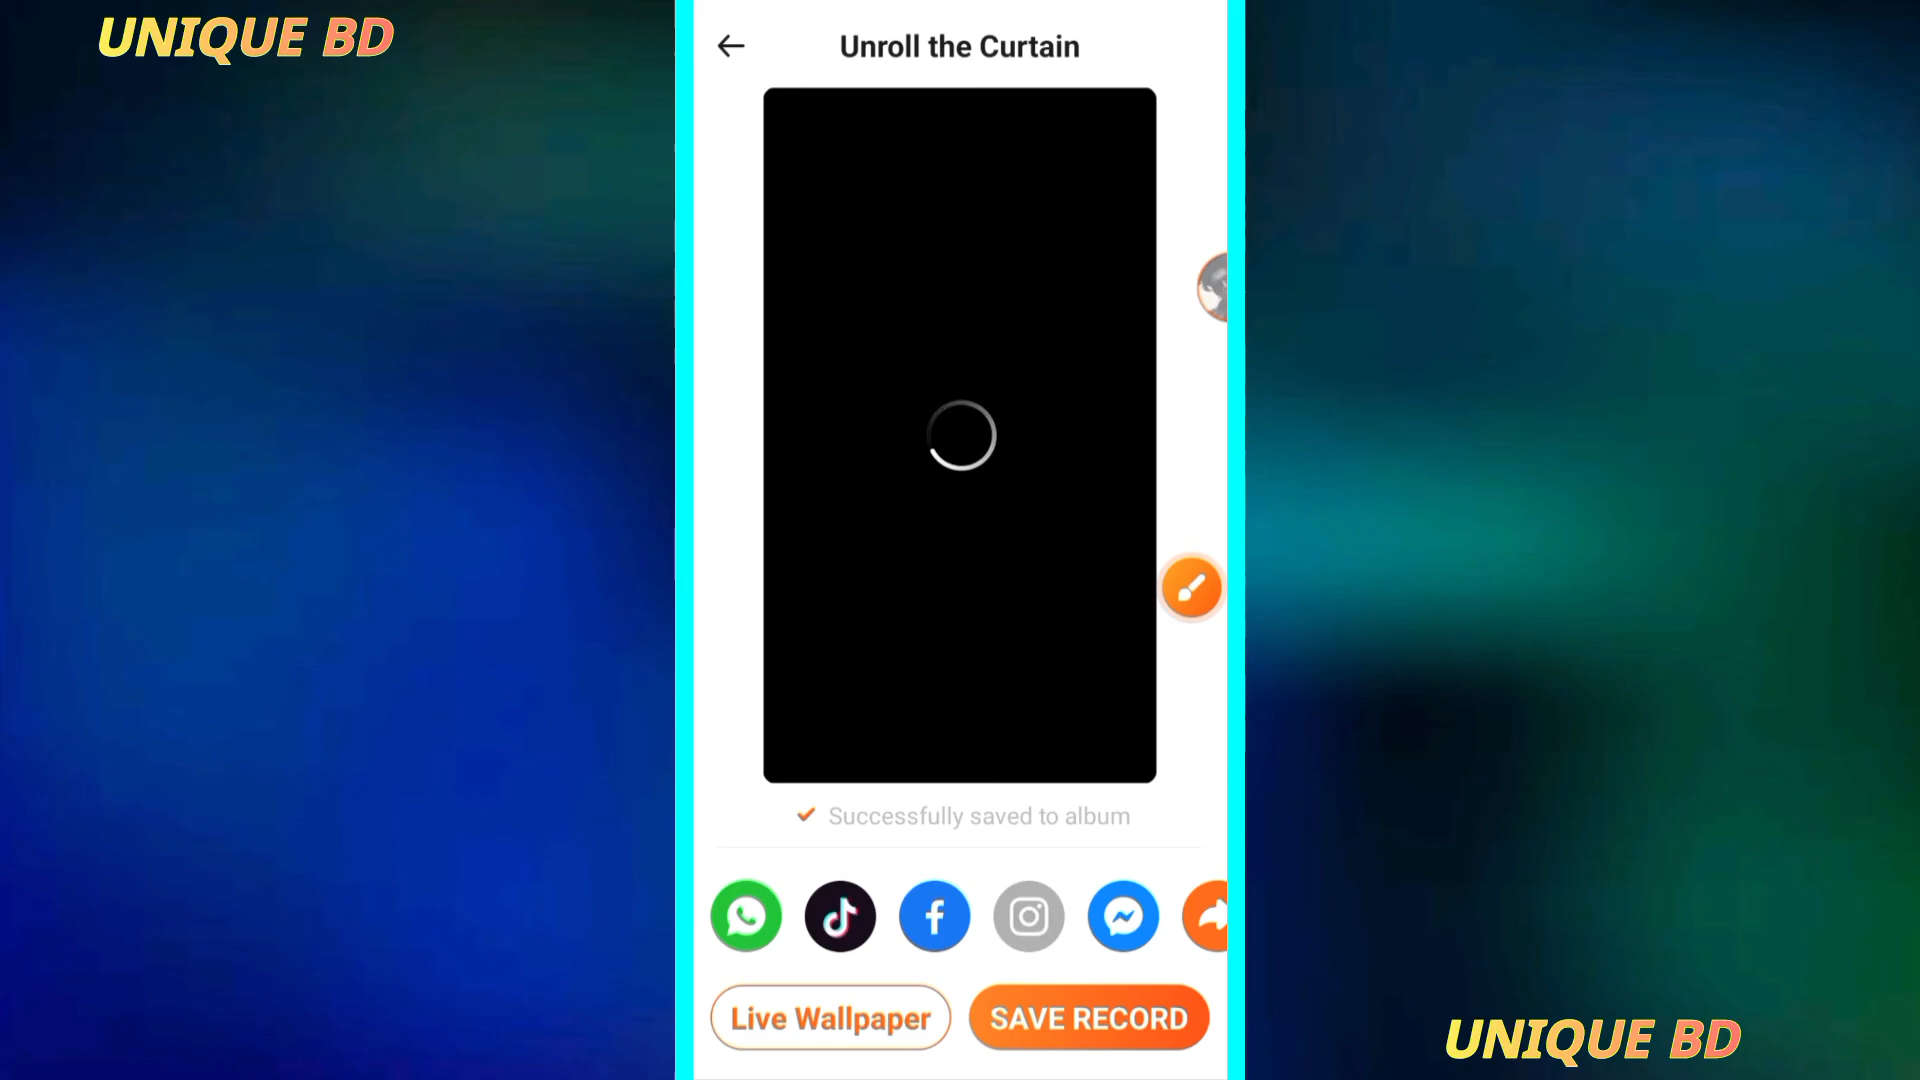 UNIQUE BD
Unroll the Curtain
Successfully saved to album
Live Wallpaper
SAVE RECORD
UNIQUE BD